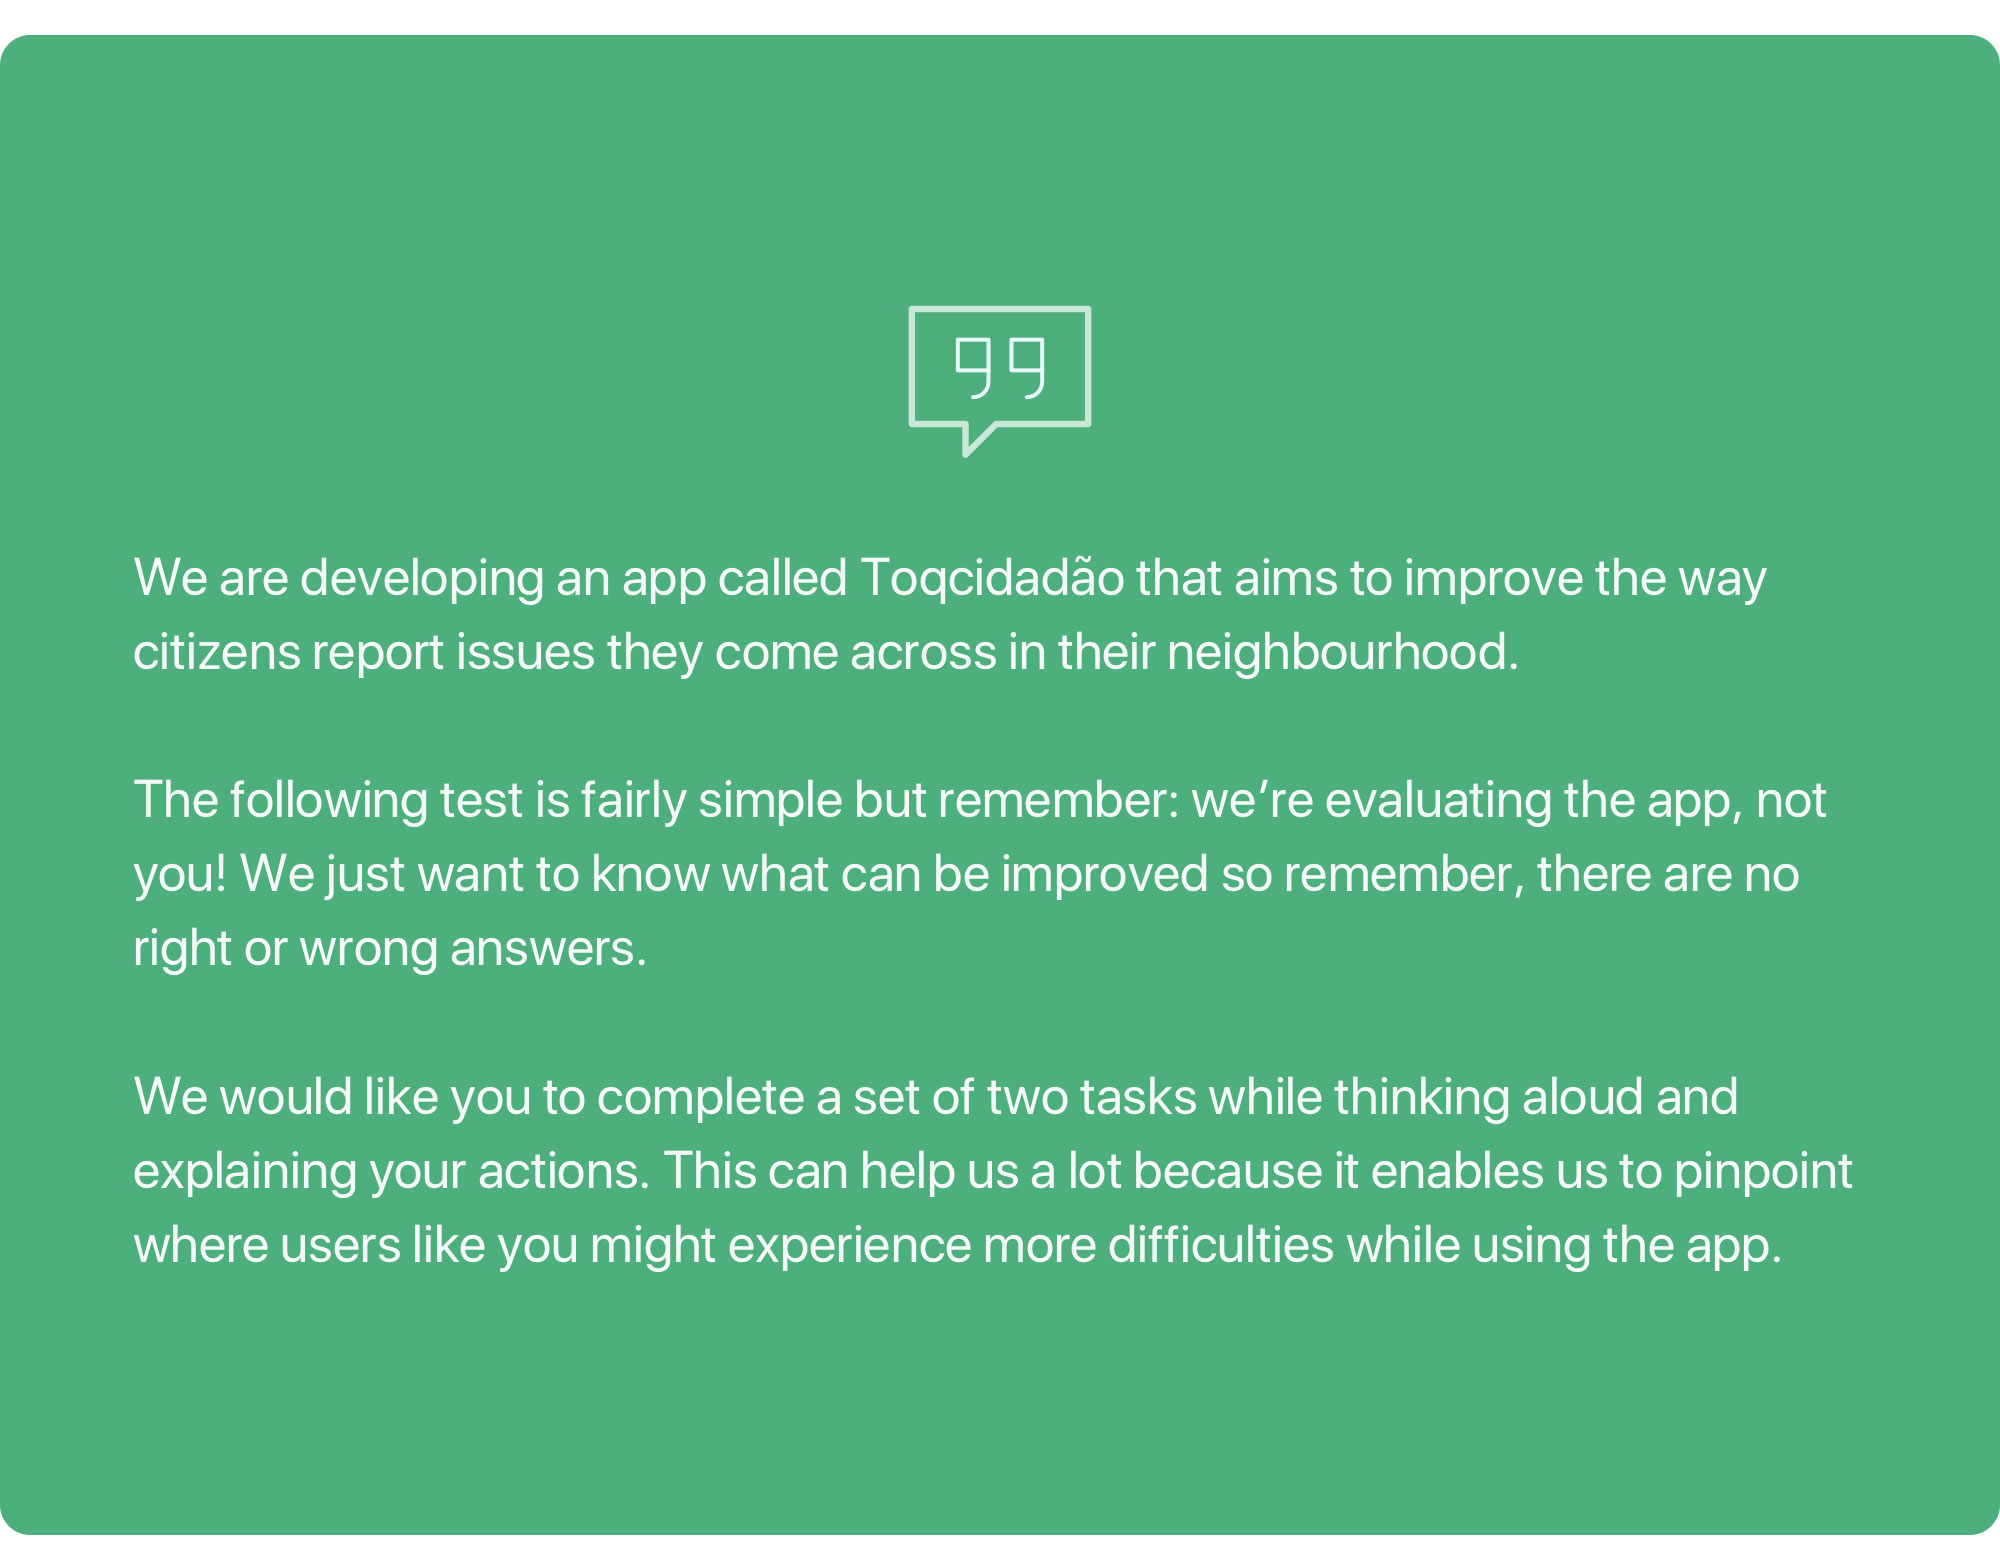 We are developing an app called Toqcidadão that aims to improve the way
citizens report issues they come across in their neighbourhood.
The following test is fairly simple but remember: we’re evaluating the app, not
you! We just want to know what can be improved so remember, there are no
right or wrong answers.
We would like you to complete a set of two tasks while thinking aloud and
explaining your actions. This can help us a lot because it enables us to pinpoint
where users like you might experience more difficulties while using the app.